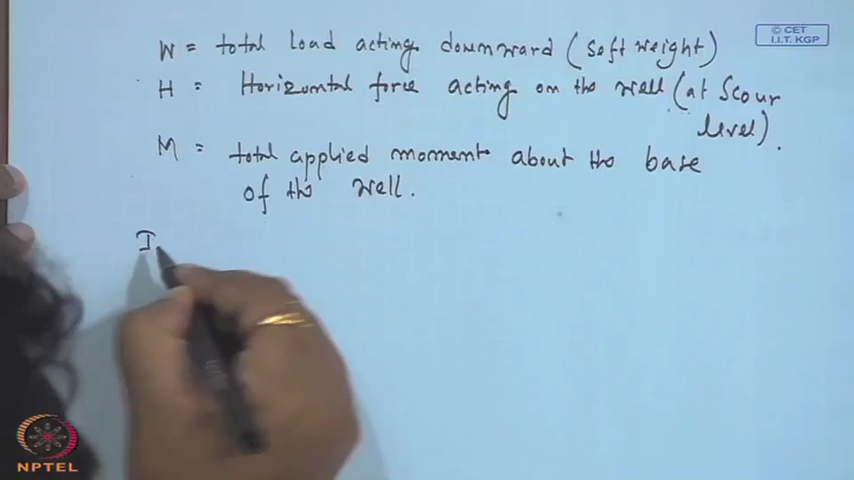 W = total load acting downward (soft weight)
© CET
I.I.T. KGP
H = Horizontal force acting on the well (at Scour
level).
M = total applied moment about the base
of the well.
I
NPTEL